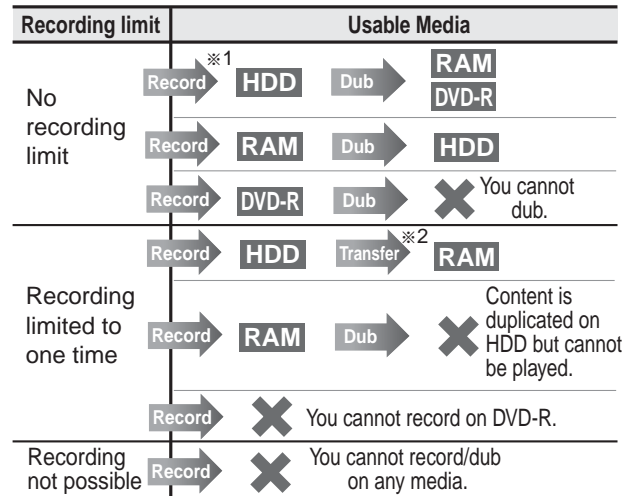 Recording limit Usable Media
No
recording
limit
Record ※1 HDD Dub RAM
DVD-R
Record RAM Dub HDD
Record DVD-R Dub You cannot
dub.
Recording
limited to
one time
Record HDD Transfer ※2 RAM
Record RAM Dub Content is
duplicated on
HDD but cannot
be played.
Record You cannot record on DVD-R.
Recording
not possible
Record You cannot record/dub
on any media.